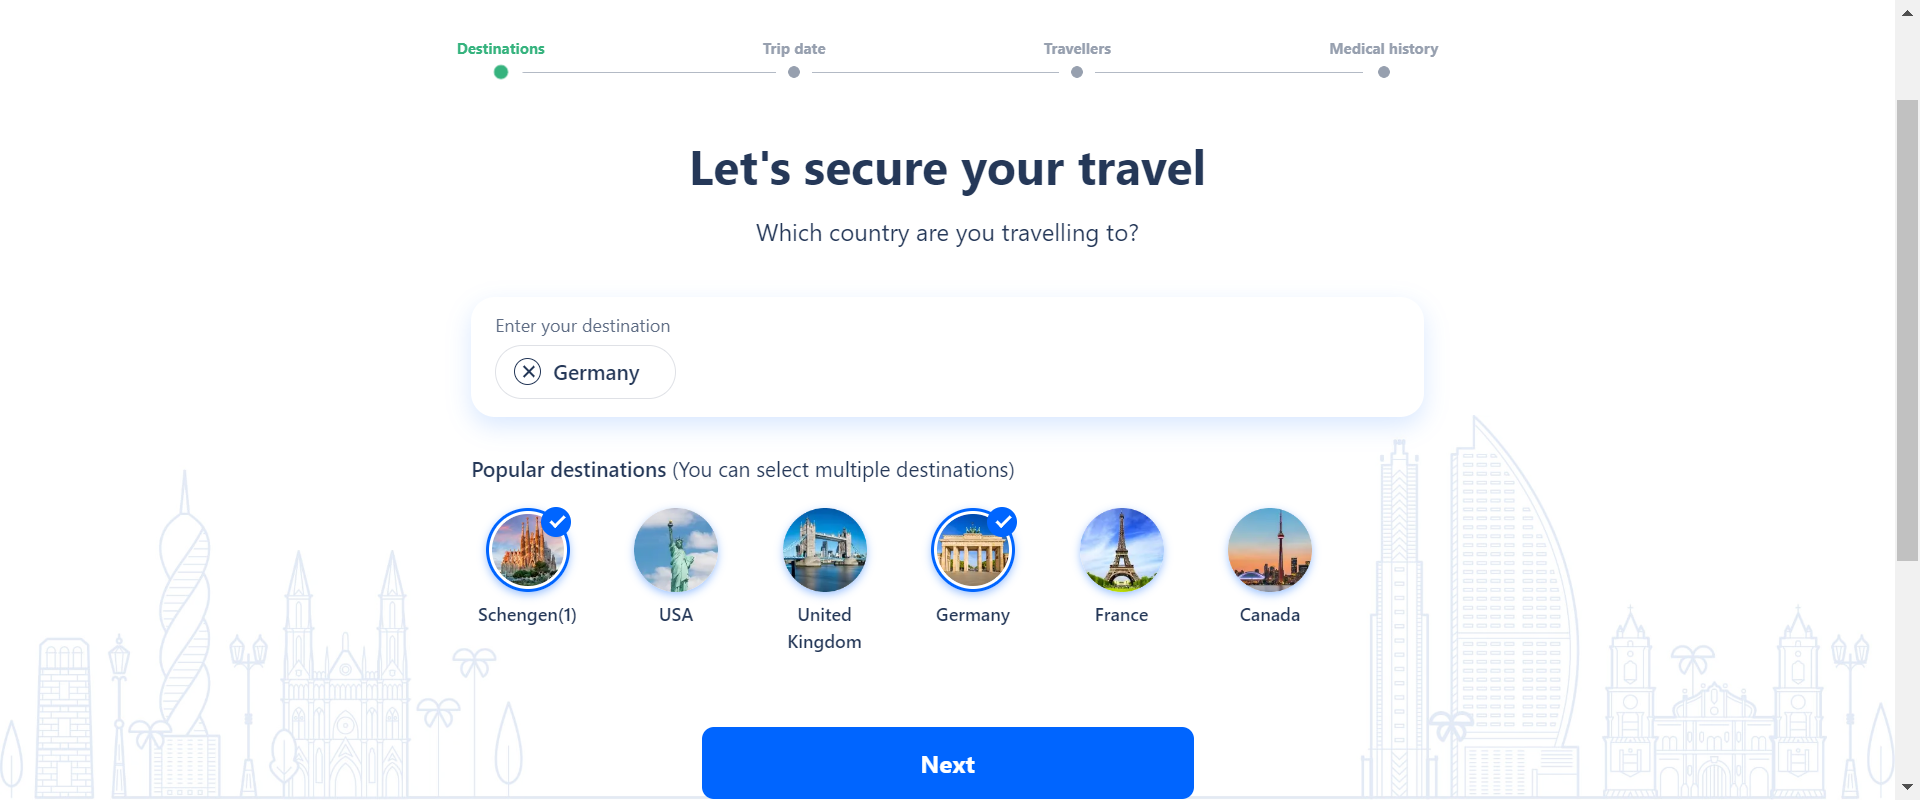 Destinations
Trip date
Travellers
Medical history
Let's secure your travel
Which country are you travelling to?
Enter your destination
Germany
Popular destinations (You can select multiple destinations)
Schengen(1)
USA
United
Kingdom
Germany
France
Canada
Next